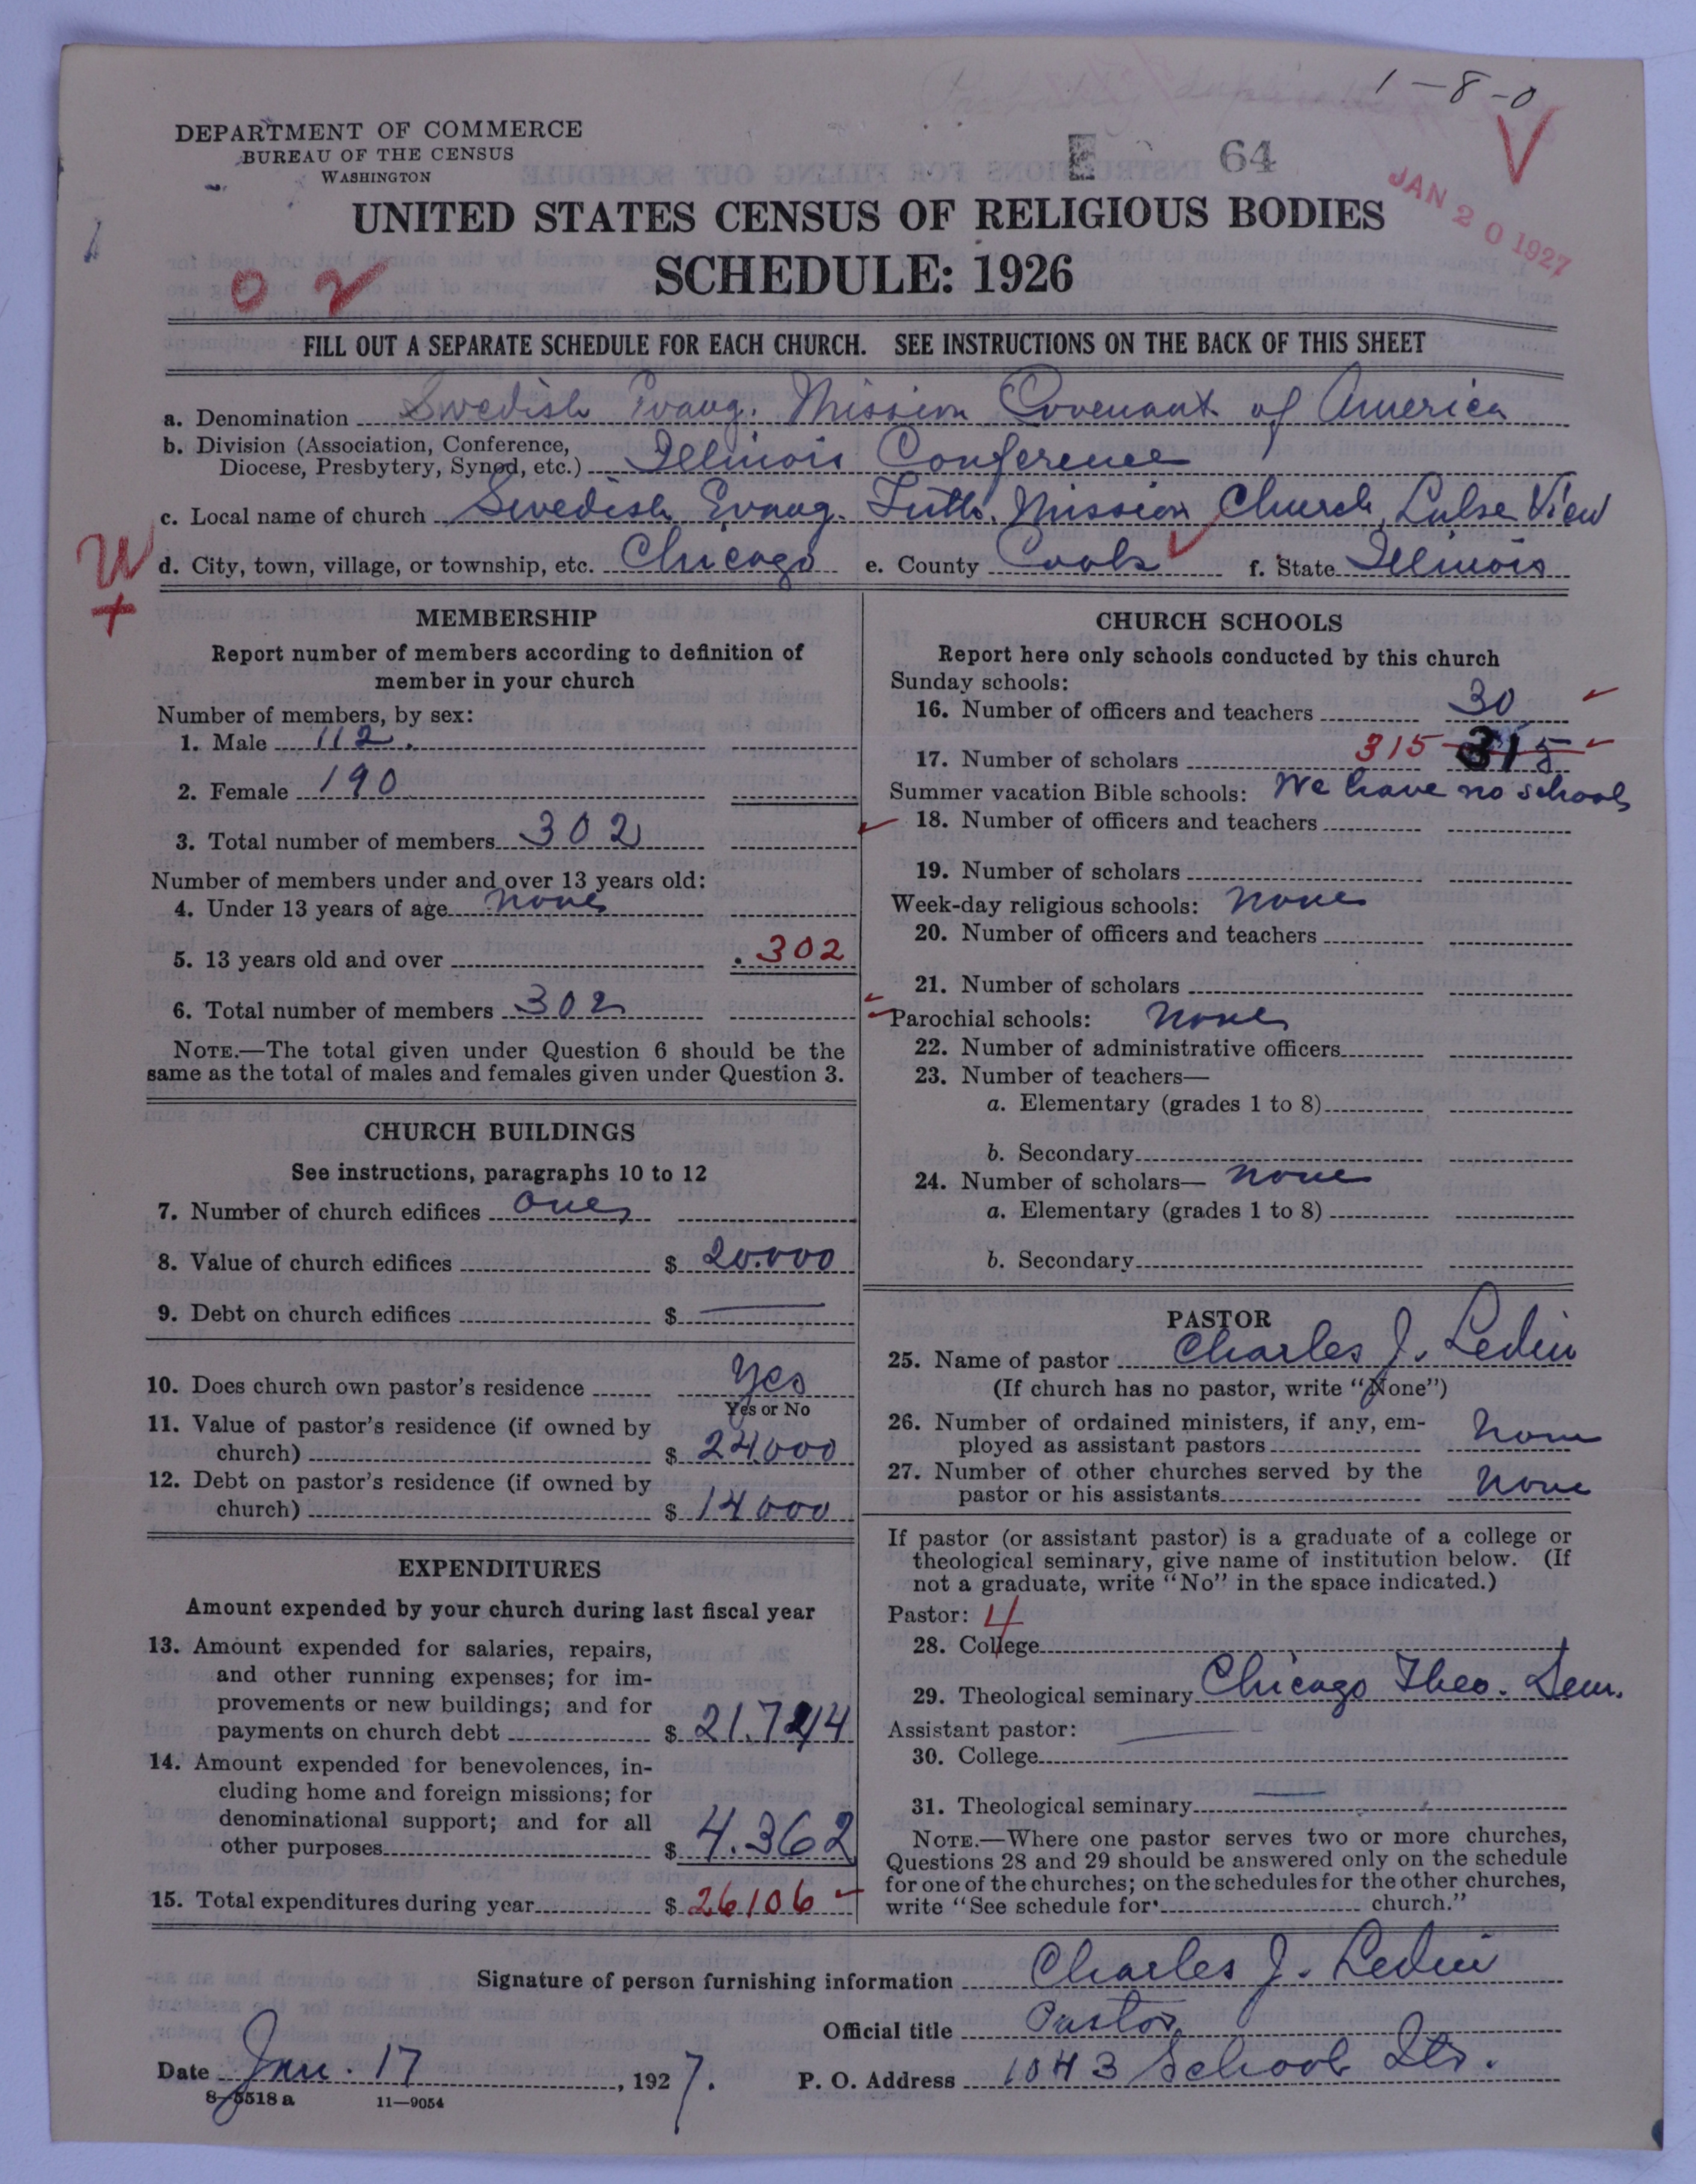 1-8-0
DEPARTMENT OF COMMERCE
BUREAU OF THE CENSUS
WASHINGTON
E 64
JAN 20 1927
UNITED STATES CENSUS OF RELIGIOUS BODIES
SCHEDULE: 1926
0 2
FILL OUT A SEPARATE SCHEDULE FOR EACH CHURCH. SEE INSTRUCTIONS ON THE BACK OF THIS SHEET
a. Denomination Swedish Evang. Mission Covenant of America
b. Division (Association, Conference,
Diocese, Presbytery, Synod, etc.) Illinois Conference
c. Local name of church Swedish Evang. Luth. Mission Church, Lake View
d. City, town, village, or township, etc. Chicago e. County Cook f. State Illinois
MEMBERSHIP
Report number of members according to definition of
member in your church
Number of members, by sex:
1. Male 112.
2. Female 190
3. Total number of members 302
Number of members under and over 13 years old:
4. Under 13 years of age none
5. 13 years old and over 302
6. Total number of members 302
NOTE.—The total given under Question 6 should be the
same as the total of males and females given under Question 3.
CHURCH BUILDINGS
See instructions, paragraphs 10 to 12
7. Number of church edifices One
8. Value of church edifices $ 20.000
9. Debt on church edifices $ —
10. Does church own pastor's residence Yes
Yes or No
11. Value of pastor's residence (if owned by
church) $ 24.000
12. Debt on pastor's residence (if owned by
church) $ 14000
EXPENDITURES
Amount expended by your church during last fiscal year
13. Amount expended for salaries, repairs,
and other running expenses; for im-
provements or new buildings; and for
payments on church debt $ 21.744
14. Amount expended for benevolences, in-
cluding home and foreign missions; for
denominational support; and for all
other purposes $ 4.362
15. Total expenditures during year $ 26106
CHURCH SCHOOLS
Report here only schools conducted by this church
Sunday schools:
16. Number of officers and teachers 30
17. Number of scholars 315 315
Summer vacation Bible schools: We have no school
18. Number of officers and teachers
19. Number of scholars
Week-day religious schools: none
20. Number of officers and teachers
21. Number of scholars
Parochial schools: none
22. Number of administrative officers
23. Number of teachers—
a. Elementary (grades 1 to 8)
b. Secondary
24. Number of scholars— none
a. Elementary (grades 1 to 8)
b. Secondary
PASTOR
25. Name of pastor Charles J. Ledin
(If church has no pastor, write "None")
26. Number of ordained ministers, if any, em-
ployed as assistant pastors None
27. Number of other churches served by the
pastor or his assistants None
If pastor (or assistant pastor) is a graduate of a college or
theological seminary, give name of institution below. (If
not a graduate, write "No" in the space indicated.)
Pastor: 4
28. College
29. Theological seminary Chicago Theo. Sem.
Assistant pastor: —
30. College
31. Theological seminary —
NOTE.—Where one pastor serves two or more churches,
Questions 28 and 29 should be answered only on the schedule
for one of the churches; on the schedules for the other churches,
write "See schedule for church."
Signature of person furnishing information Charles J. Ledin
Official title Pastor
Date Jan. 17, 1927. P. O. Address 1043 School Str.
8-5518 a 11-9054